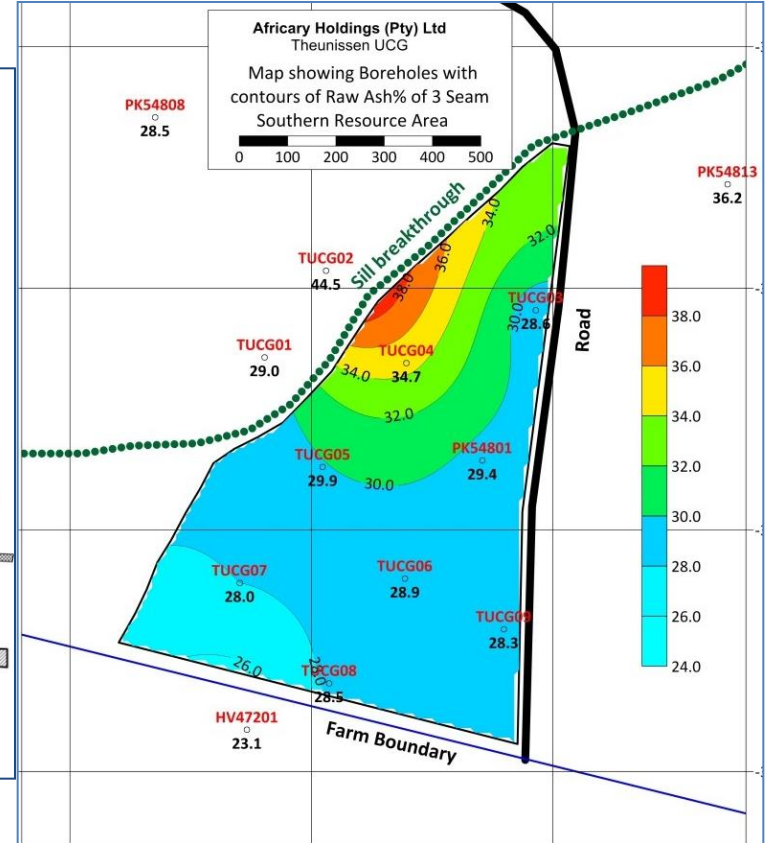 Africary Holdings (Pty) Ltd
Theunissen UCG
Map showing Boreholes with
contours of Raw Ash% of 3 Seam
Southern Resource Area
0 100 200 300 400 500
PK54808
28.5
PK54813
36.2
Sill breakthrough
34.0
32.0
36.0
TUCG02
44.5
38.0
TUCG03
28.6
30.0
Road
38.0
36.0
34.0
32.0
30.0
28.0
26.0
24.0
TUCG01
29.0
TUCG04
34.7
34.0
32.0
TUCG05
29.9
PK54801
29.4
30.0
TUCG07
28.0
TUCG06
28.9
TUCG09
28.3
26.0
TUCG08
28.5
HV47201
23.1
Farm Boundary